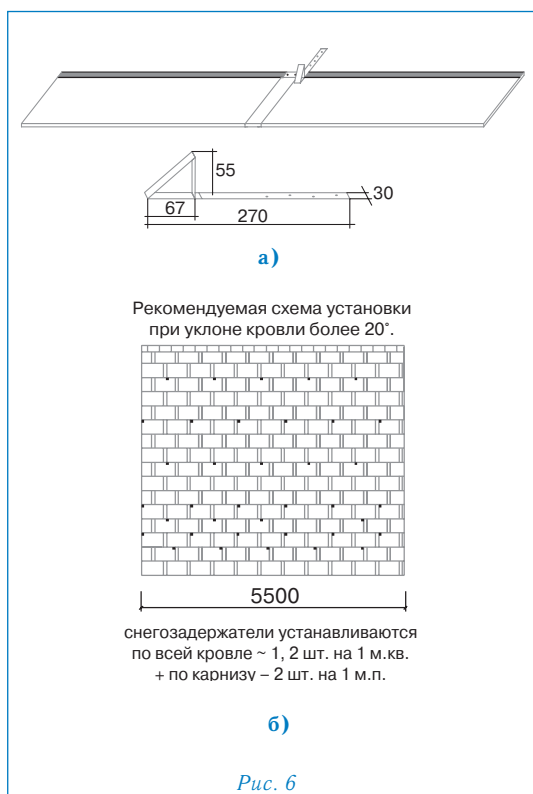 55
30
67
270
а)
Рекомендуемая схема установки
при уклоне кровли более 20˚.
5500
снегозадержатели устанавливаются
по всей кровле ~ 1, 2 шт. на 1 м.кв.
+ по карнизу – 2 шт. на 1 м.п.
б)
Рис. 6